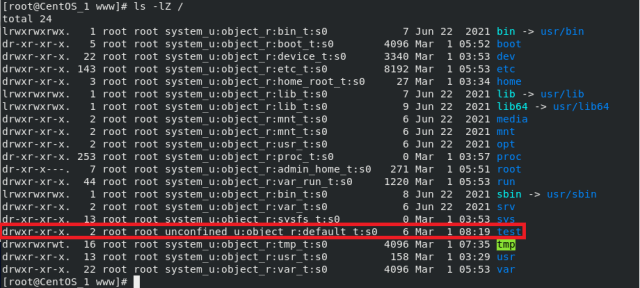 [root@CentOS_1 www]# ls -lZ /
total 24
lrwxrwxrwx.   1 root root system_u:object_r:bin_t:s0            7 Jun 22  2021 bin -> usr/bin
dr-xr-xr-x.   5 root root system_u:object_r:boot_t:s0        4096 Mar  1 05:52 boot
drwxr-xr-x.  22 root root system_u:object_r:device_t:s0      3340 Mar  1 03:53 dev
drwxr-xr-x. 143 root root system_u:object_r:etc_t:s0         8192 Mar  1 03:53 etc
drwxr-xr-x.   3 root root system_u:object_r:home_root_t:s0     27 Mar  1 03:34 home
lrwxrwxrwx.   1 root root system_u:object_r:lib_t:s0            7 Jun 22  2021 lib -> usr/lib
lrwxrwxrwx.   1 root root system_u:object_r:lib_t:s0            9 Jun 22  2021 lib64 -> usr/lib64
drwxr-xr-x.   2 root root system_u:object_r:mnt_t:s0            6 Jun 22  2021 media
drwxr-xr-x.   2 root root system_u:object_r:mnt_t:s0            6 Jun 22  2021 mnt
drwxr-xr-x.   2 root root system_u:object_r:usr_t:s0            6 Jun 22  2021 opt
dr-xr-xr-x. 253 root root system_u:object_r:proc_t:s0           0 Mar  1 03:57 proc
dr-xr-x---.   7 root root system_u:object_r:admin_home_t:s0   271 Mar  1 05:51 root
drwxr-xr-x.  44 root root system_u:object_r:var_run_t:s0     1220 Mar  1 05:53 run
lrwxrwxrwx.   1 root root system_u:object_r:bin_t:s0            8 Jun 22  2021 sbin -> usr/sbin
drwxr-xr-x.   2 root root system_u:object_r:var_t:s0            6 Jun 22  2021 srv
dr-xr-xr-x.  13 root root system_u:object_r:sysfs_t:s0          0 Mar  1 03:53 sys
drwxr-xr-x.   2 root root unconfined_u:object_r:default_t:s0    6 Mar  1 08:19 test
drwxrwxrwt.  16 root root system_u:object_r:tmp_t:s0         4096 Mar  1 07:35 tmp
drwxr-xr-x.  13 root root system_u:object_r:usr_t:s0          158 Mar  1 03:29 usr
drwxr-xr-x.  22 root root system_u:object_r:var_t:s0         4096 Mar  1 05:53 var
[root@CentOS_1 www]#